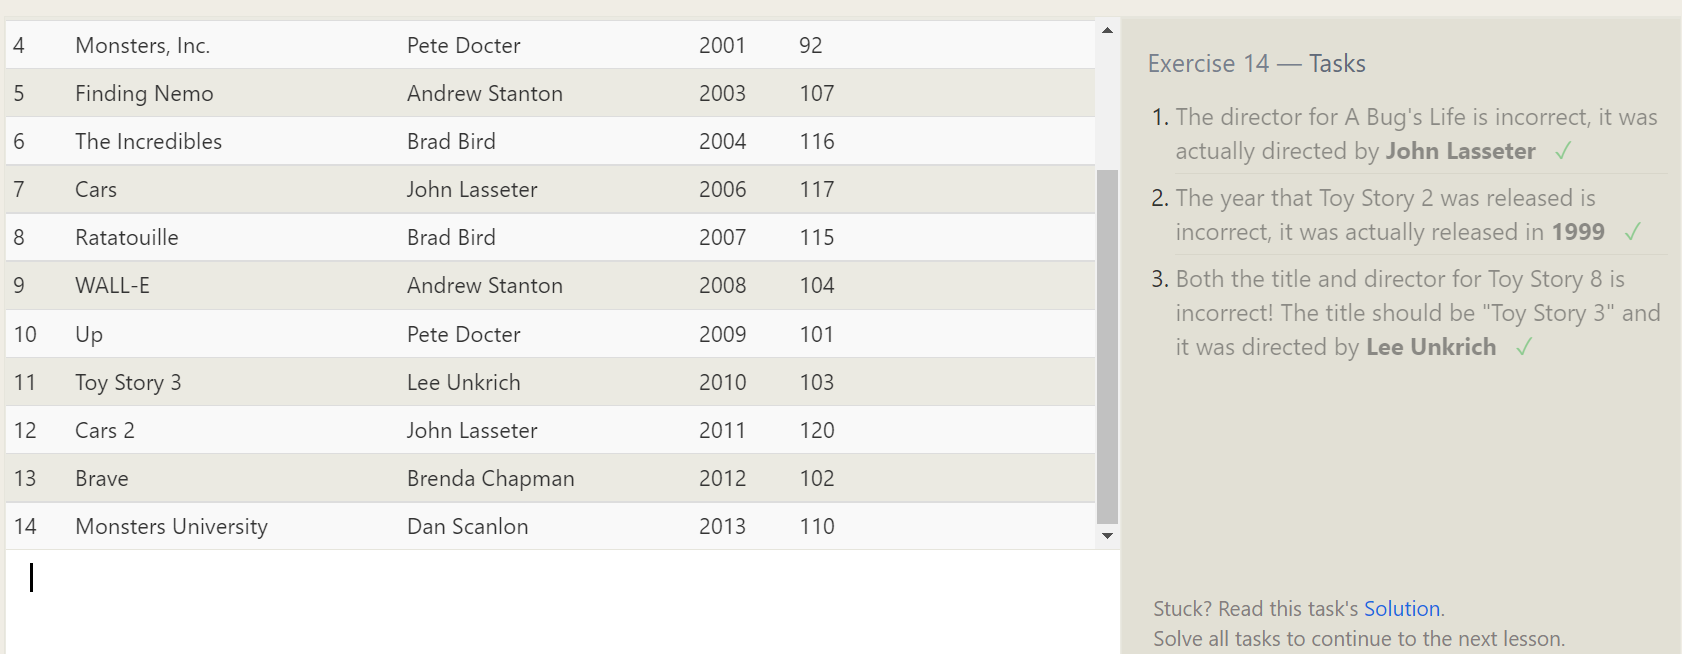 4 Monsters, Inc. Pete Docter 2001 92
5 Finding Nemo Andrew Stanton 2003 107
6 The Incredibles Brad Bird 2004 116
7 Cars John Lasseter 2006 117
8 Ratatouille Brad Bird 2007 115
9 WALL-E Andrew Stanton 2008 104
10 Up Pete Docter 2009 101
11 Toy Story 3 Lee Unkrich 2010 103
12 Cars 2 John Lasseter 2011 120
13 Brave Brenda Chapman 2012 102
14 Monsters University Dan Scanlon 2013 110
Exercise 14 — Tasks
1. The director for A Bug's Life is incorrect, it was
actually directed by John Lasseter ✓
2. The year that Toy Story 2 was released is
incorrect, it was actually released in 1999 ✓
3. Both the title and director for Toy Story 8 is
incorrect! The title should be "Toy Story 3" and
it was directed by Lee Unkrich ✓
Stuck? Read this task's Solution.
Solve all tasks to continue to the next lesson.